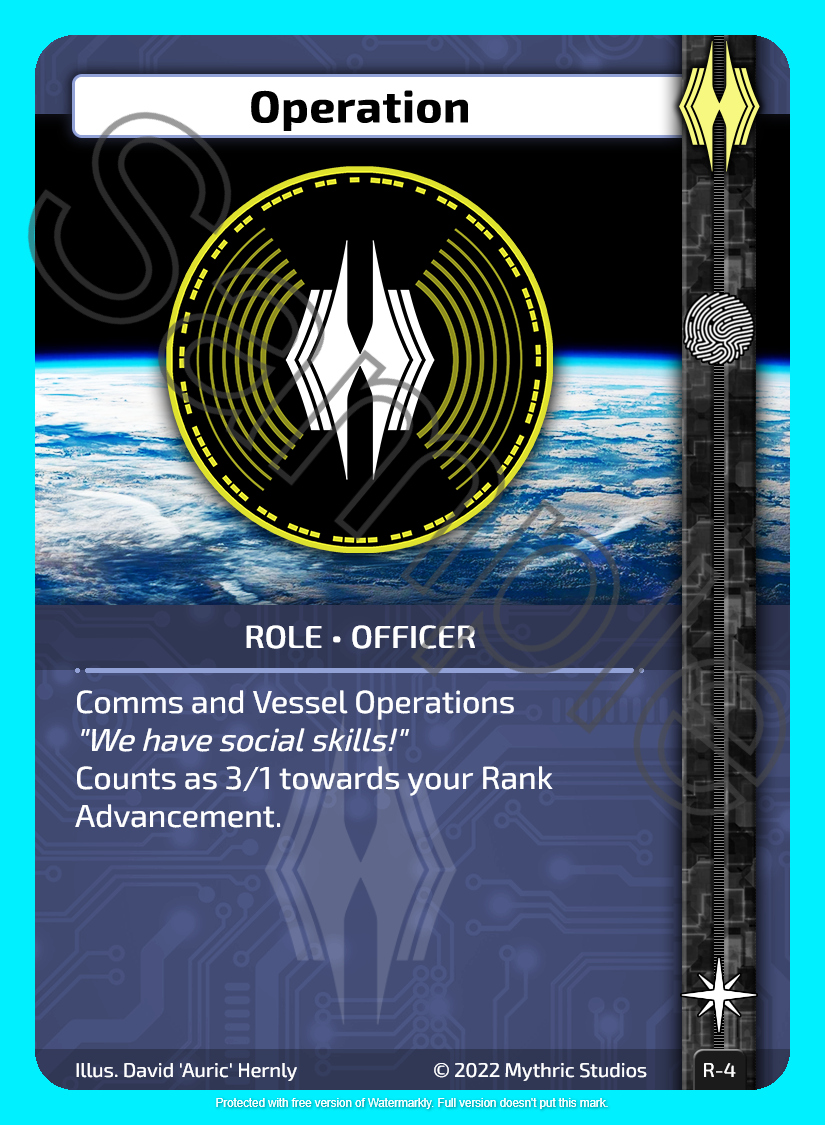 Operation
Sample
ROLE • OFFICER
Comms and Vessel Operations
"We have social skills!"
Counts as 3/1 towards your Rank
Advancement.
Illus. David 'Auric' Hernly
© 2022 Mythric Studios
R-4
Protected with free version of Watermarkly. Full version doesn't put this mark.